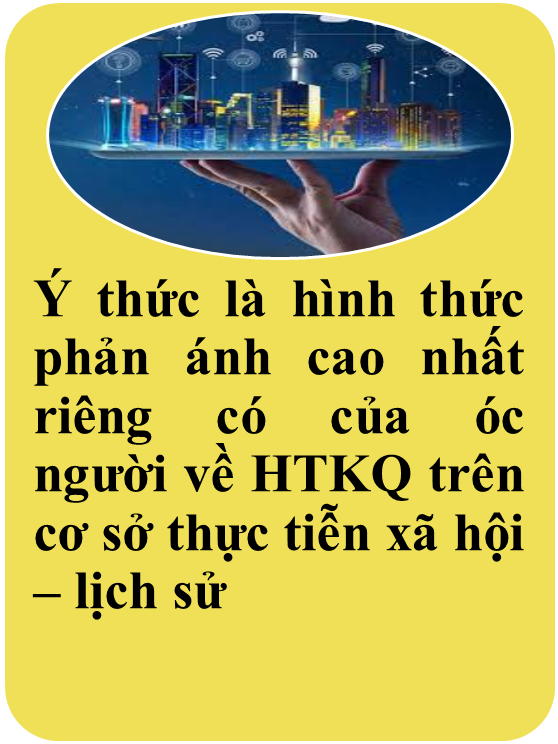 Ý thức là hình thức
phản ánh cao nhất
riêng có của óc
người về HTKQ trên
cơ sở thực tiễn xã hội
– lịch sử